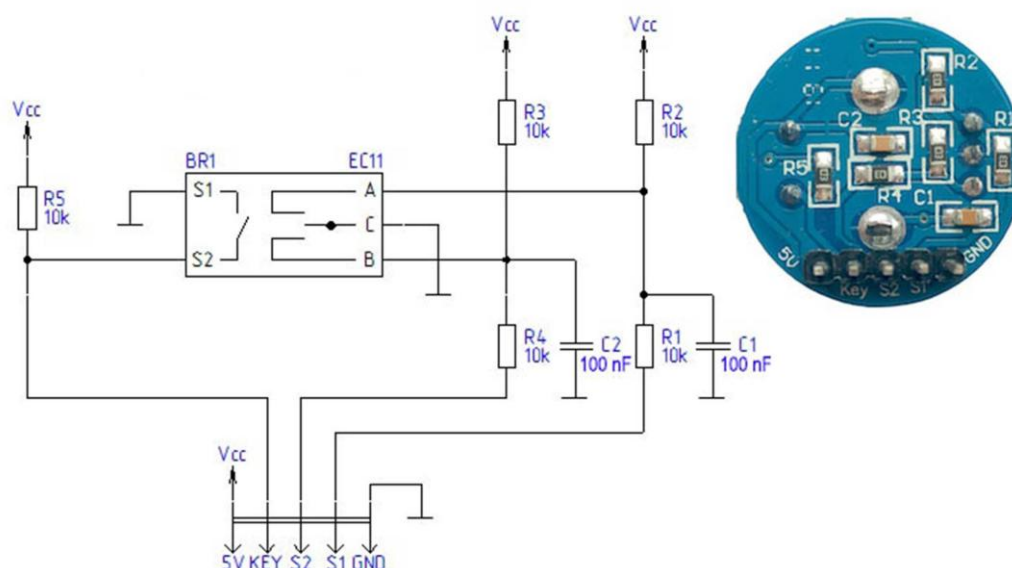 Vcc
R5
10k
BR1
EC11
S1
S2
A
C
B
Vcc
R3
10k
Vcc
R2
10k
R4
10k
C2
100 nF
R1
10k
C1
100 nF
Vcc
5V KEY S2 S1 GND
R2
C2
R3
R1
R5
R4
C1
5V
Key
S2
S1
GND